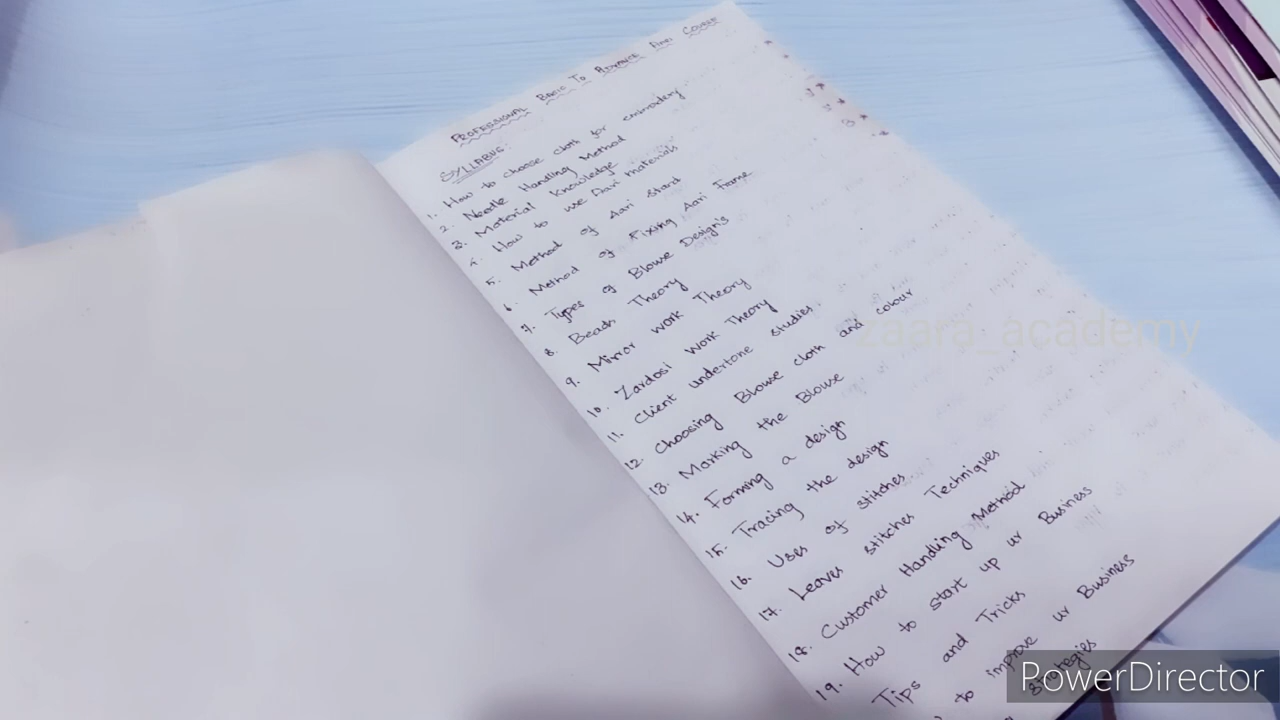 PROFESSIONAL BASIC TO ADVANCE AARI COURSE
SYLLABUS:
1. How to choose cloth for embroidery
2. Needle Handling Method
3. Material Knowledge
4. How to use Aari materials
5. Method of Aari stand
6. Method of Fixing Aari Frame
7. Types of Blouse Design's
8. Beads Theory
9. Mirror work Theory
10. Zardosi work Theory
11. Client undertone studies.
12. Choosing Blouse cloth and colour
13. Marking the Blouse
14. Forming a design
15. Tracing the design
16. Uses of stitches
17. Leaves stitches Techniques
18. Customer Handling Method
19. How to start up ur Business
Tips and Tricks
to improve ur Business
strategies
zaara_academy
PowerDirector